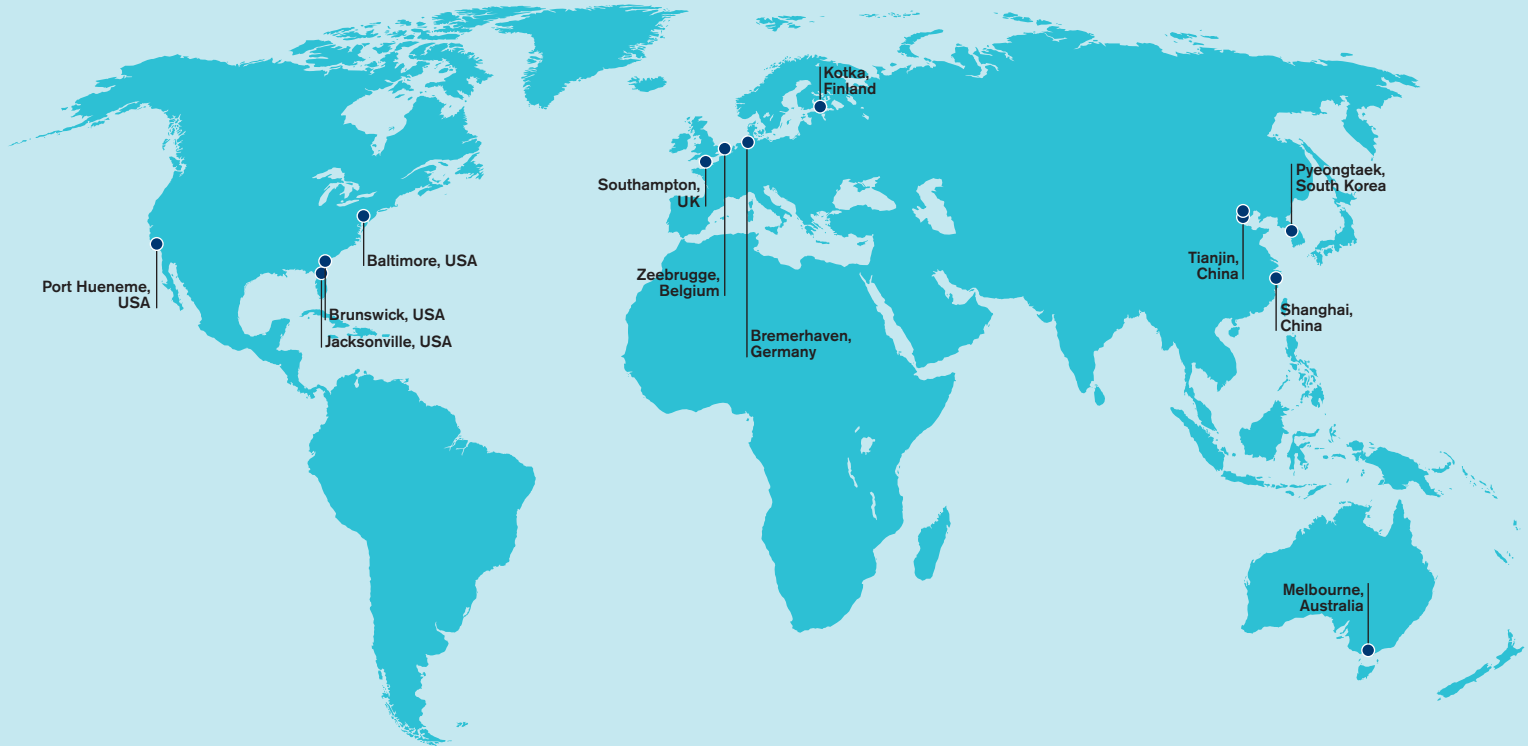 Kotka,
Finland
Southampton,
UK
Pyeongtaek,
South Korea
Baltimore, USA
Port Hueneme,
USA
Zeebrugge,
Belgium
Tianjin,
China
Brunswick, USA
Shanghai,
China
Jacksonville, USA
Bremerhaven,
Germany
Melbourne,
Australia